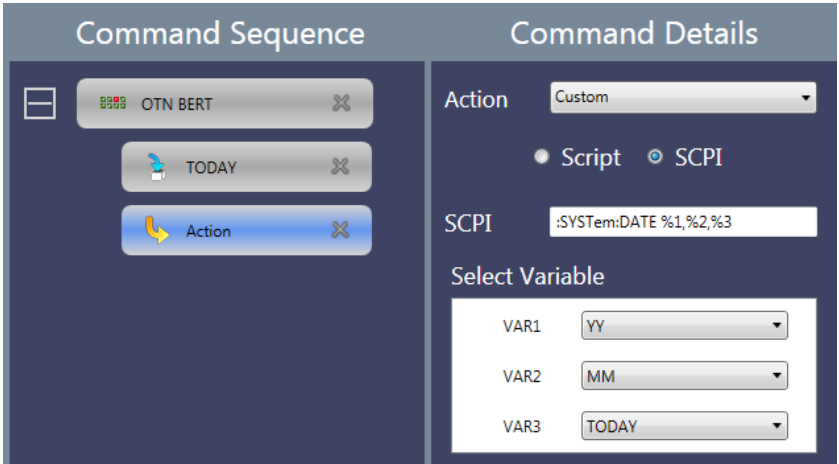 Command Sequence
OTN BERT
TODAY
Action
Command Details
Action
Custom
Script
SCPI
SCPI
:SYSTem:DATE %1,%2,%3
Select Variable
VAR1
YY
VAR2
MM
VAR3
TODAY